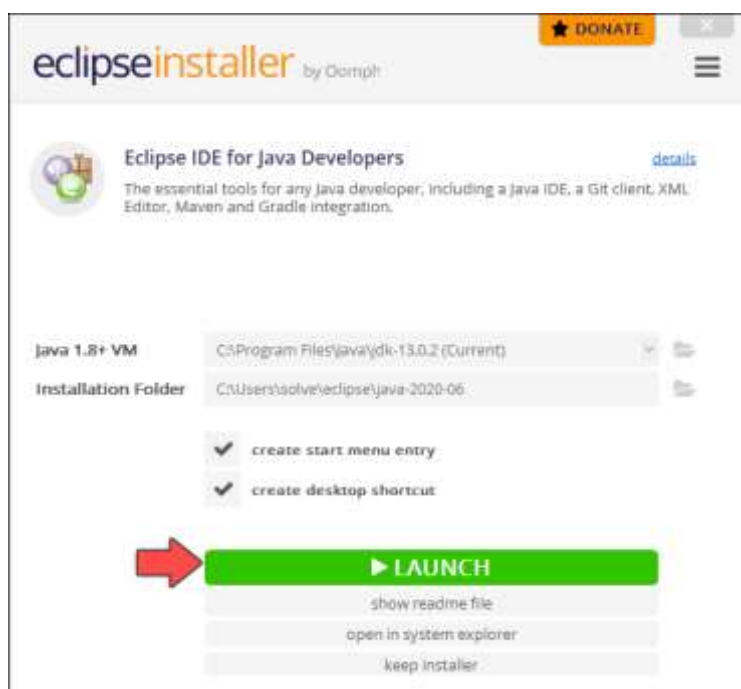 DONATE
eclipseinstaller by Oomph
Eclipse IDE for Java Developers
details
The essential tools for any Java developer, including a Java IDE, a Git client, XML
Editor, Maven and Gradle integration.
Java 1.8+ VM
C:\Program Files\Java\jdk-13.0.2 (Current)
Installation Folder
C:\Users\solve\eclipse\java-2020-06
create start menu entry
create desktop shortcut
LAUNCH
show readme file
open in system explorer
keep installer